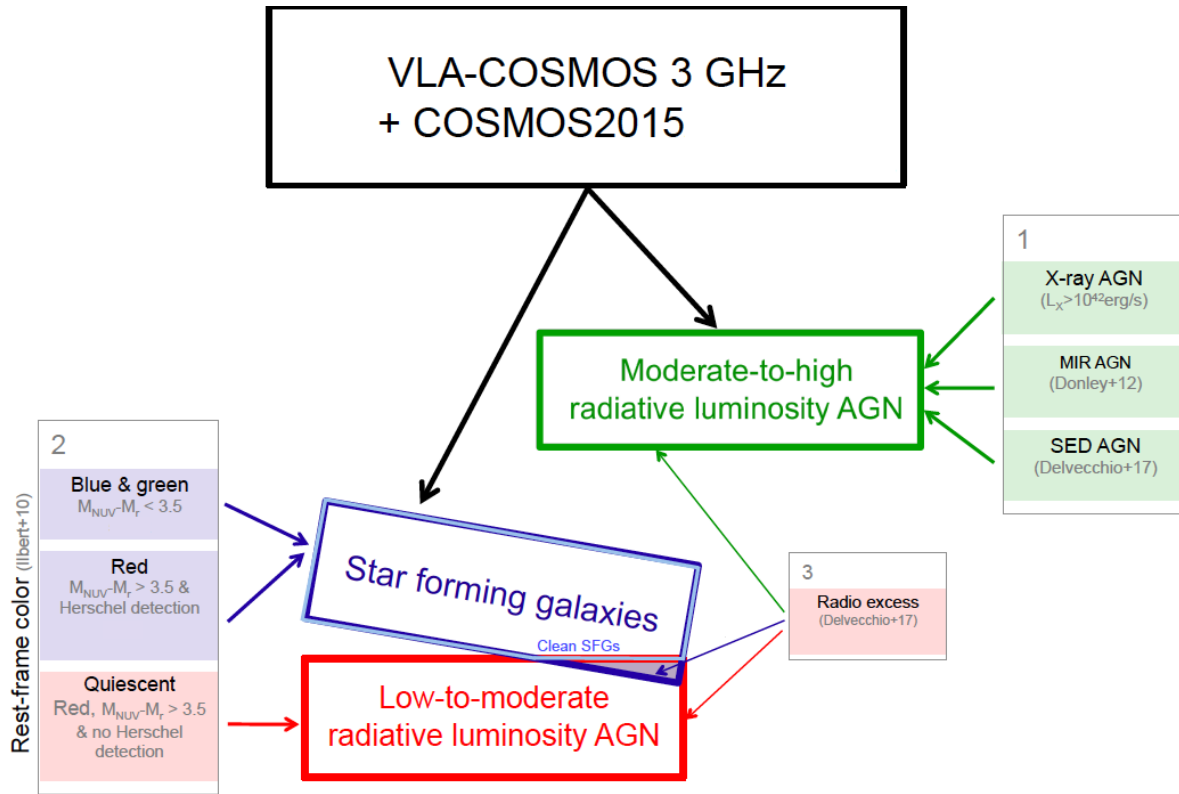 VLA-COSMOS 3 GHz
+ COSMOS2015
1
X-ray AGN
(L_X>10⁴²erg/s)
MIR AGN
(Donley+12)
SED AGN
(Delvecchio+17)
Moderate-to-high
radiative luminosity AGN
Rest-frame color (Ilbert+10)
2
Blue & green
M_NUV-M_r < 3.5
Red
M_NUV-M_r > 3.5 &
Herschel detection
Quiescent
Red, M_NUV-M_r > 3.5
& no Herschel
detection
Star forming galaxies
Clean SFGs
3
Radio excess
(Delvecchio+17)
Low-to-moderate
radiative luminosity AGN